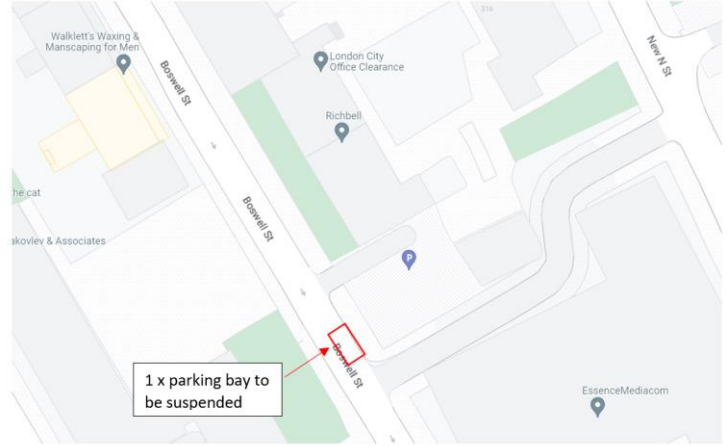 316
Walklett's Waxing &
Manscaping for Men
New N St
London City
Office Clearance
Boswell St
Richbell
he cat
Boswell St
akovlev & Associates
P
Boswell St
1 x parking bay to
be suspended
EssenceMediacom